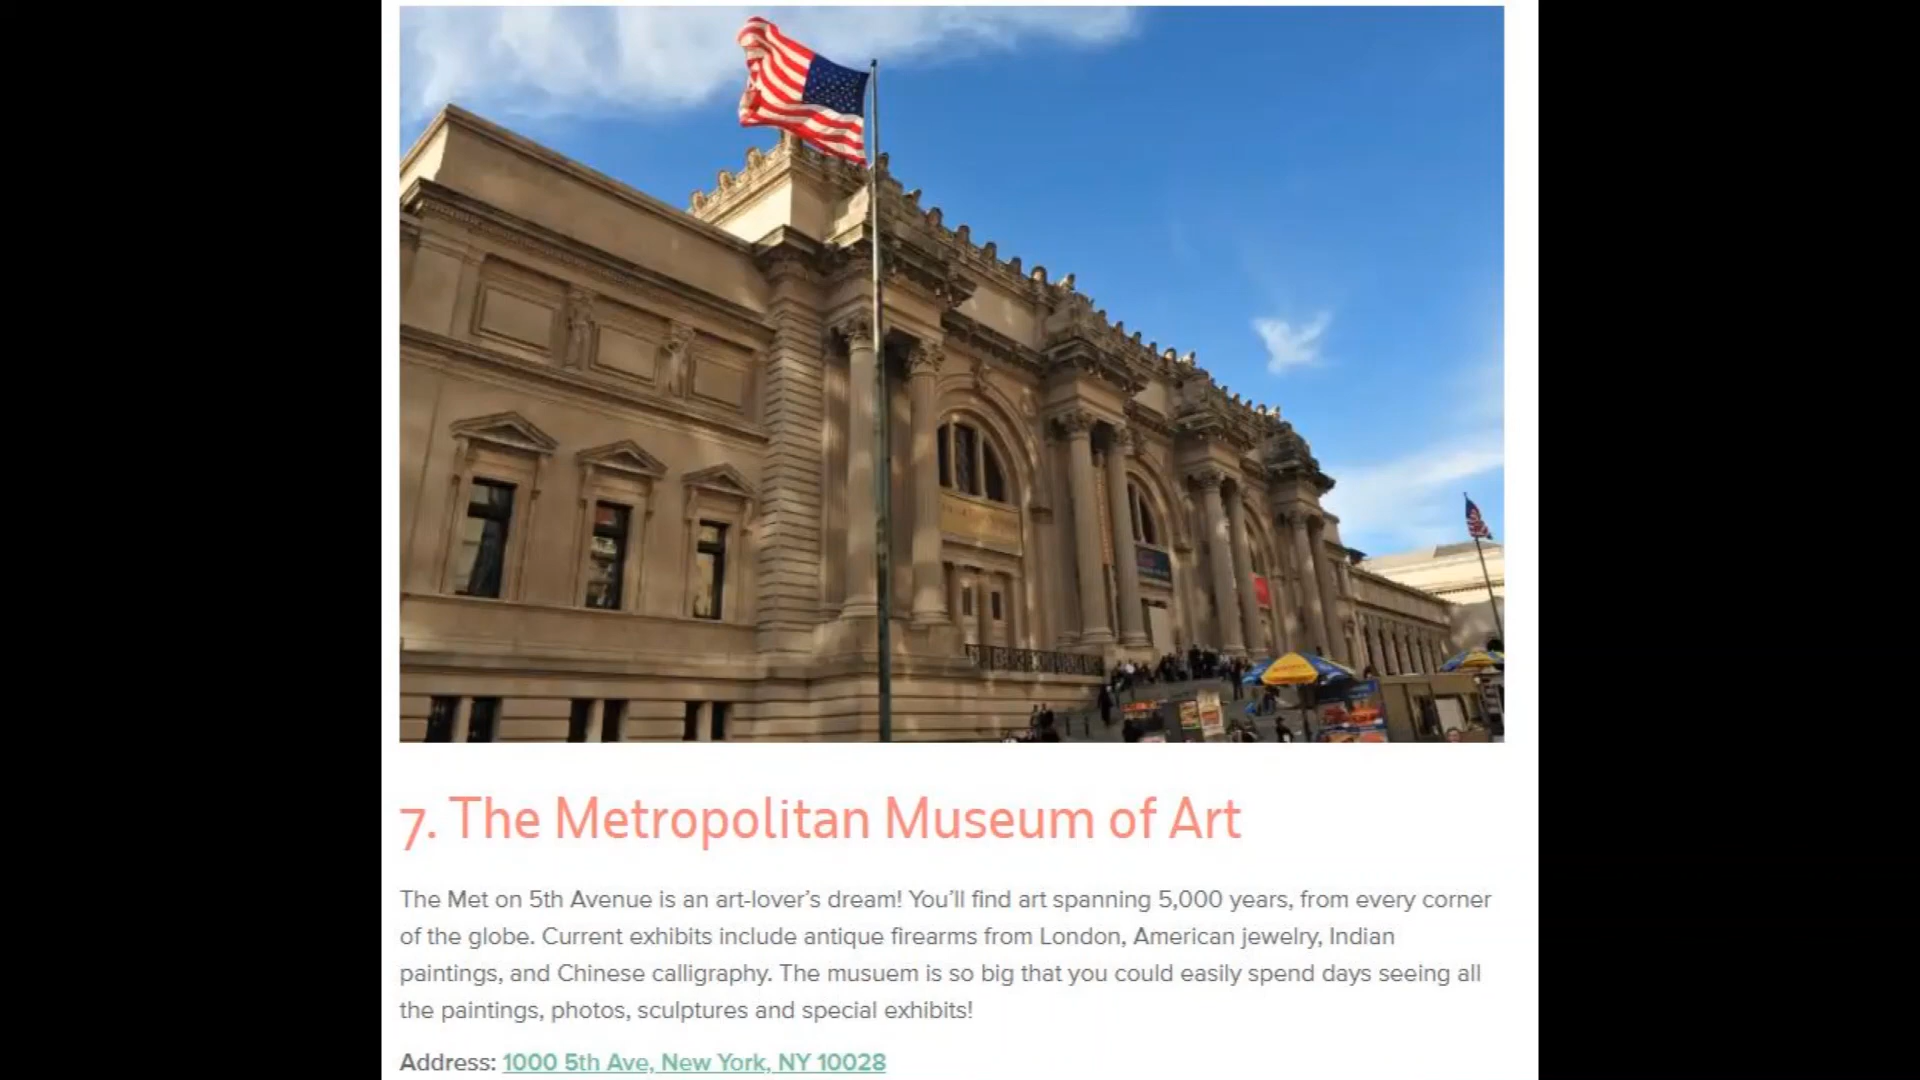 7. The Metropolitan Museum of Art
The Met on 5th Avenue is an art-lover's dream! You'll find art spanning 5,000 years, from every corner
of the globe. Current exhibits include antique firearms from London, American jewelry, Indian
paintings, and Chinese calligraphy. The musuem is so big that you could easily spend days seeing all
the paintings, photos, sculptures and special exhibits!
Address: 1000 5th Ave, New York, NY 10028